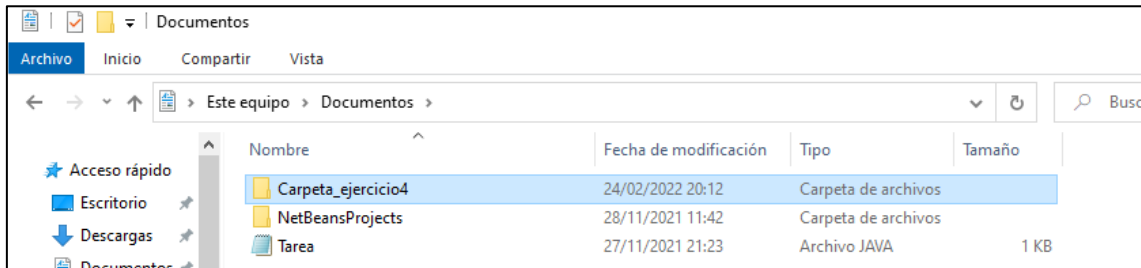 Documentos
Archivo Inicio Compartir Vista
Este equipo > Documentos > Busc
Nombre Fecha de modificación Tipo Tamaño
Acceso rápido
Carpeta_ejercicio4 24/02/2022 20:12 Carpeta de archivos
Escritorio NetBeansProjects 28/11/2021 11:42 Carpeta de archivos
Descargas Tarea 27/11/2021 21:23 Archivo JAVA 1 KB
Documentos